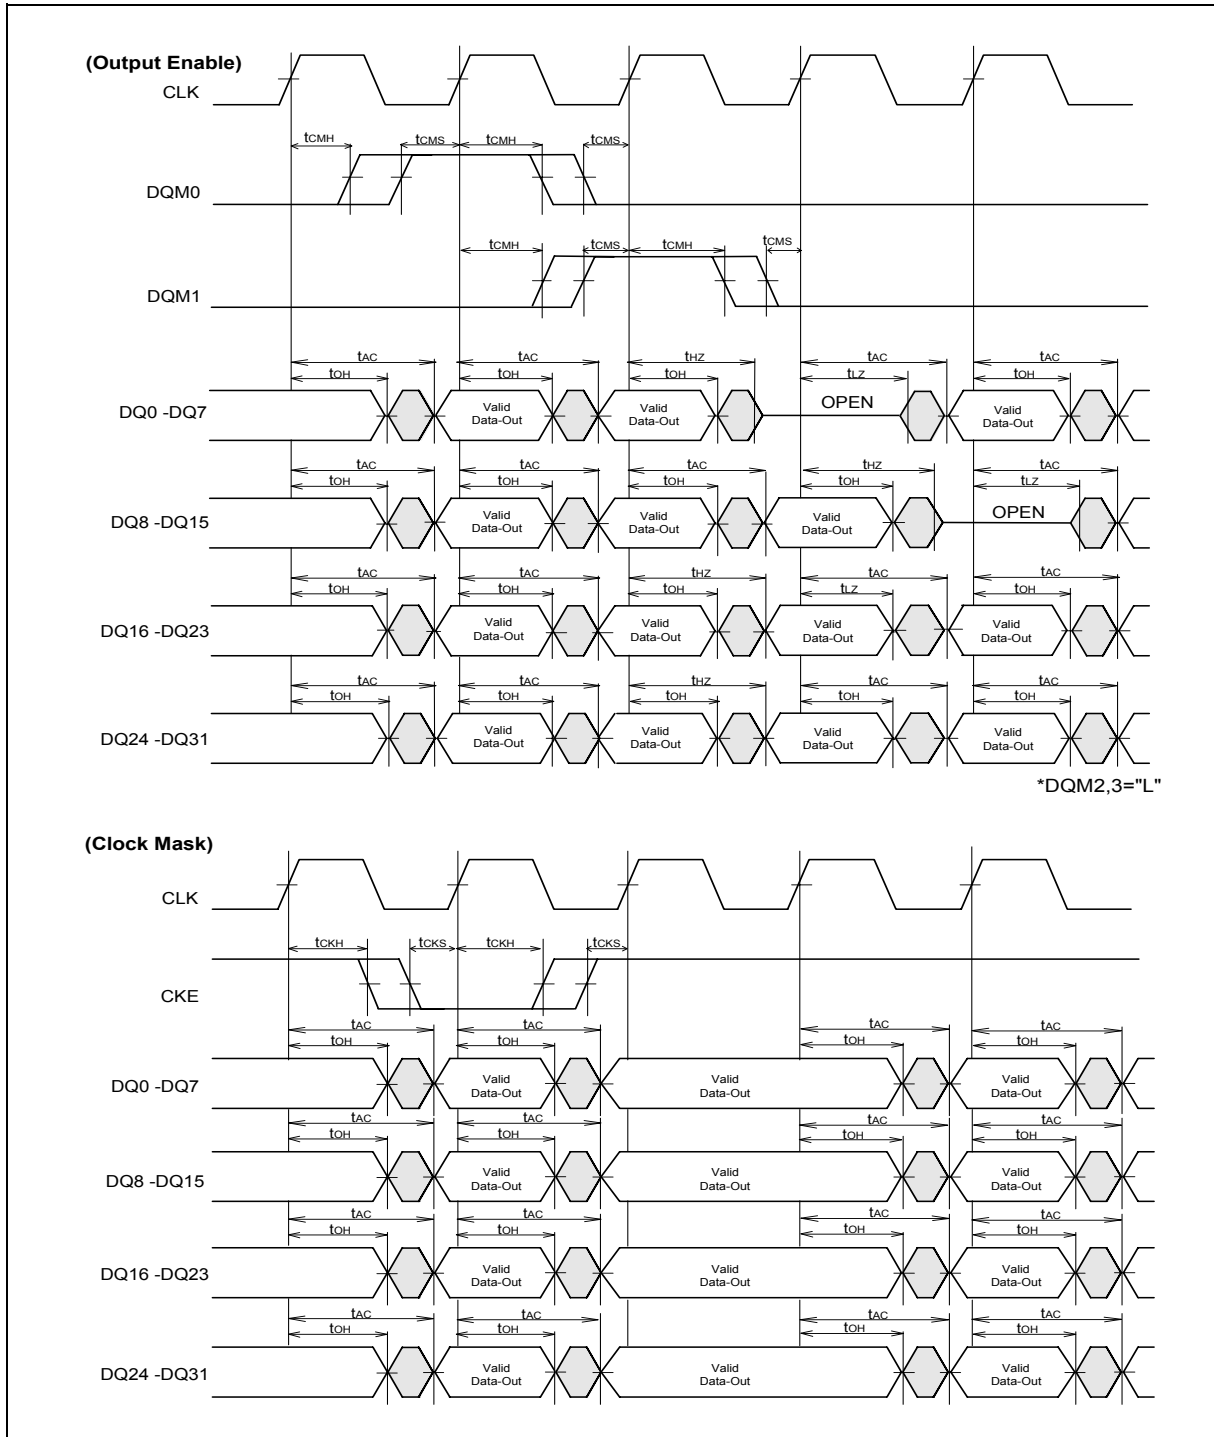 (Output Enable)
CLK
tCMH tCMS tCMH tCMS
DQM0
tCMH tCMS tCMH tCMS
DQM1
tAC tAC tHZ tAC tAC
tOH tOH tOH tLZ tOH
DQ0 -DQ7
Valid Data-Out Valid Data-Out OPEN Valid Data-Out
tAC tAC tAC tHZ tAC
tOH tOH tOH tOH tLZ
DQ8 -DQ15
Valid Data-Out Valid Data-Out Valid Data-Out OPEN
tAC tAC tHZ tAC tAC
tOH tOH tOH tLZ tOH
DQ16 -DQ23
Valid Data-Out Valid Data-Out Valid Data-Out Valid Data-Out
tAC tAC tHZ tAC tAC
tOH tOH tOH tOH tOH
DQ24 -DQ31
Valid Data-Out Valid Data-Out Valid Data-Out Valid Data-Out
*DQM2,3="L"
(Clock Mask)
CLK
tCKH tCKS tCKH tCKS
CKE
tAC tAC tAC tAC
tOH tOH tOH tOH
DQ0 -DQ7
Valid Data-Out Valid Data-Out Valid Data-Out
tAC tAC tAC tAC
tOH tOH tOH tOH
DQ8 -DQ15
Valid Data-Out Valid Data-Out Valid Data-Out
tAC tAC tAC tAC
tOH tOH tOH tOH
DQ16 -DQ23
Valid Data-Out Valid Data-Out Valid Data-Out
tAC tAC tAC tAC
tOH tOH tOH tOH
DQ24 -DQ31
Valid Data-Out Valid Data-Out Valid Data-Out